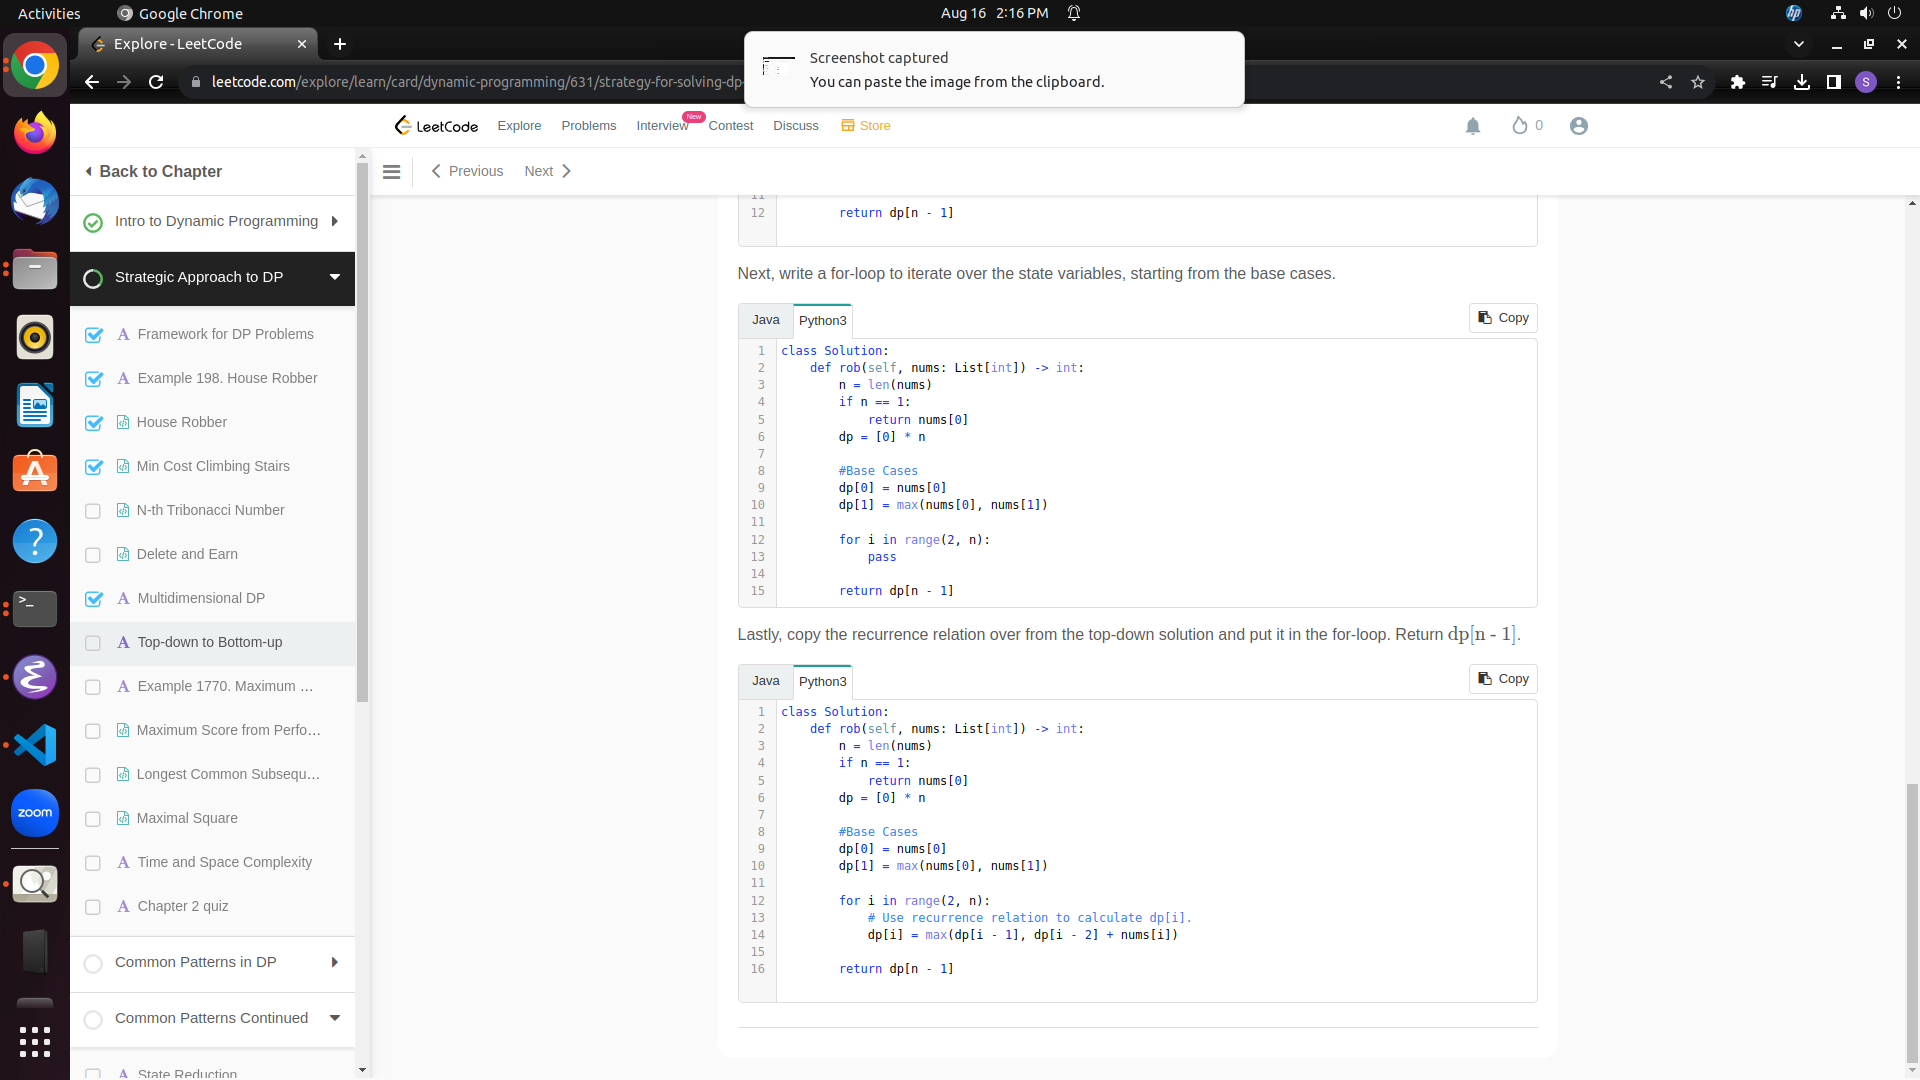 Activities
Google Chrome
Aug 16 2:16 PM
Explore - LeetCode
Screenshot captured
You can paste the image from the clipboard.
leetcode.com/explore/learn/card/dynamic-programming/631/strategy-for-solving-dp-
S
LeetCode
Explore
Problems
Interview
New
Contest
Discuss
Store
0
Back to Chapter
Previous
Next
Intro to Dynamic Programming
Strategic Approach to DP
A Framework for DP Problems
A Example 198. House Robber
House Robber
Min Cost Climbing Stairs
N-th Tribonacci Number
Delete and Earn
A Multidimensional DP
A Top-down to Bottom-up
A Example 1770. Maximum ...
Maximum Score from Perfo...
Longest Common Subsequ...
Maximal Square
A Time and Space Complexity
A Chapter 2 quiz
Common Patterns in DP
Common Patterns Continued
A State Reduction
zoom
hp
11
12 return dp[n - 1]
Next, write a for-loop to iterate over the state variables, starting from the base cases.
Java Python3 Copy
1 class Solution:
2 def rob(self, nums: List[int]) -> int:
3 n = len(nums)
4 if n == 1:
5 return nums[0]
6 dp = [0] * n
7
8 #Base Cases
9 dp[0] = nums[0]
10 dp[1] = max(nums[0], nums[1])
11
12 for i in range(2, n):
13 pass
14
15 return dp[n - 1]
Lastly, copy the recurrence relation over from the top-down solution and put it in the for-loop. Return dp[n - 1].
Java Python3 Copy
1 class Solution:
2 def rob(self, nums: List[int]) -> int:
3 n = len(nums)
4 if n == 1:
5 return nums[0]
6 dp = [0] * n
7
8 #Base Cases
9 dp[0] = nums[0]
10 dp[1] = max(nums[0], nums[1])
11
12 for i in range(2, n):
13 # Use recurrence relation to calculate dp[i].
14 dp[i] = max(dp[i - 1], dp[i - 2] + nums[i])
15
16 return dp[n - 1]